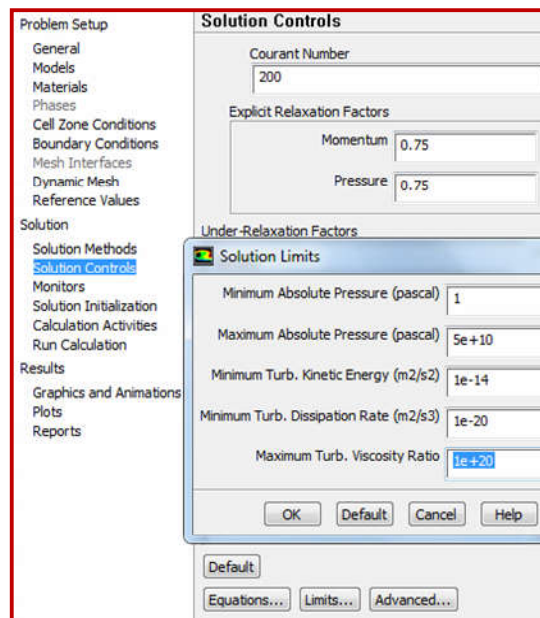 Problem Setup
General
Models
Materials
Phases
Cell Zone Conditions
Boundary Conditions
Mesh Interfaces
Dynamic Mesh
Reference Values
Solution
Solution Methods
Solution Controls
Monitors
Solution Initialization
Calculation Activities
Run Calculation
Results
Graphics and Animations
Plots
Reports
Solution Controls
Courant Number
200
Explicit Relaxation Factors
Momentum 0.75
Pressure 0.75
Under-Relaxation Factors
Solution Limits
Minimum Absolute Pressure (pascal) 1
Maximum Absolute Pressure (pascal) 5e+10
Minimum Turb. Kinetic Energy (m2/s2) 1e-14
Minimum Turb. Dissipation Rate (m2/s3) 1e-20
Maximum Turb. Viscosity Ratio 1e+20
OK Default Cancel Help
Default
Equations... Limits... Advanced...